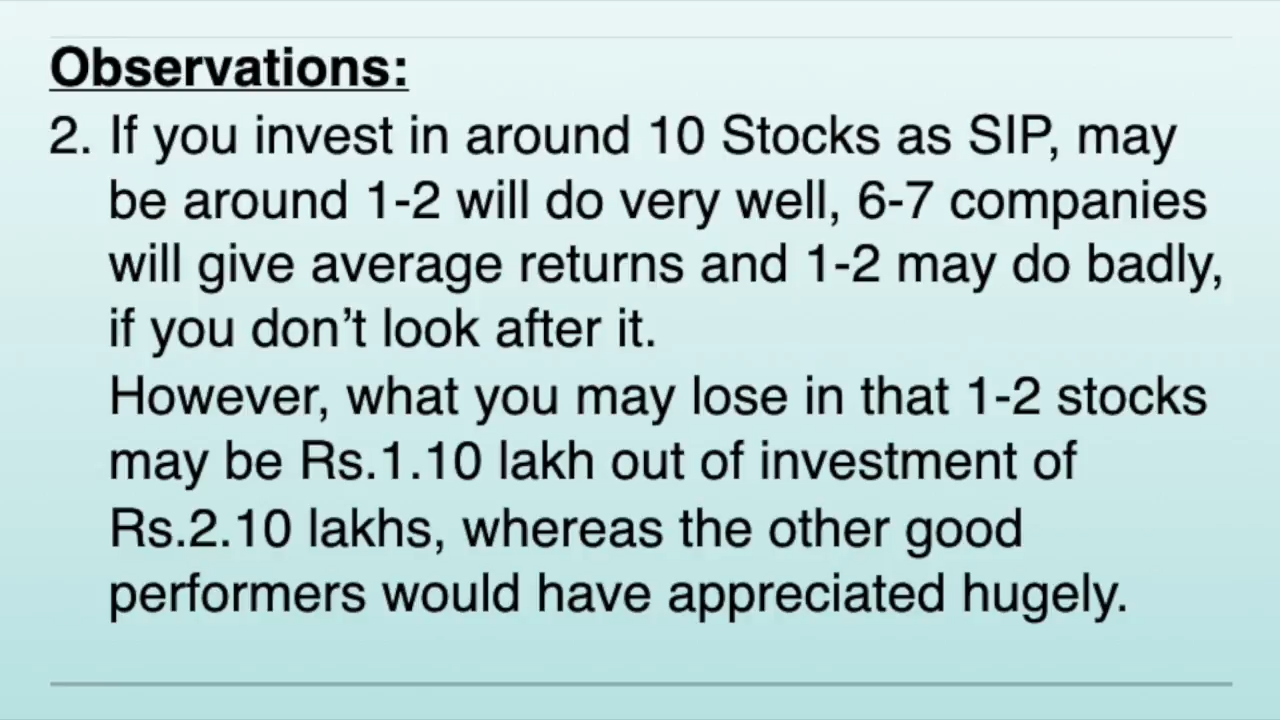 Observations:
2. If you invest in around 10 Stocks as SIP, may
be around 1-2 will do very well, 6-7 companies
will give average returns and 1-2 may do badly,
if you don’t look after it.
However, what you may lose in that 1-2 stocks
may be Rs.1.10 lakh out of investment of
Rs.2.10 lakhs, whereas the other good
performers would have appreciated hugely.